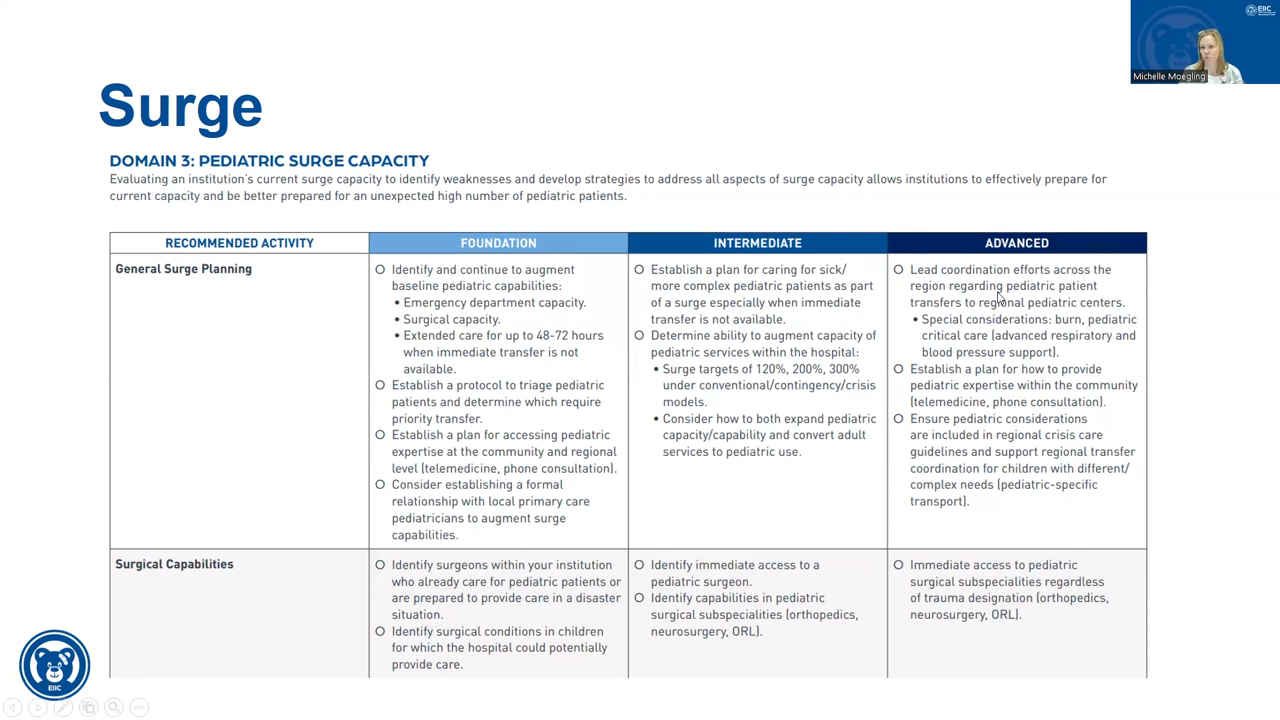 EIIC
Michelle Moegling
Surge
DOMAIN 3: PEDIATRIC SURGE CAPACITY
Evaluating an institution's current surge capacity to identify weaknesses and develop strategies to address all aspects of surge capacity allows institutions to effectively prepare for
current capacity and be better prepared for an unexpected high number of pediatric patients.
RECOMMENDED ACTIVITY
FOUNDATION
INTERMEDIATE
ADVANCED
General Surge Planning
Identify and continue to augment
baseline pediatric capabilities:
• Emergency department capacity.
• Surgical capacity.
• Extended care for up to 48-72 hours
when immediate transfer is not
available.
Establish a protocol to triage pediatric
patients and determine which require
priority transfer.
Establish a plan for accessing pediatric
expertise at the community and regional
level (telemedicine, phone consultation).
Consider establishing a formal
relationship with local primary care
pediatricians to augment surge
capabilities.
Establish a plan for caring for sick/
more complex pediatric patients as part
of a surge especially when immediate
transfer is not available.
Determine ability to augment capacity of
pediatric services within the hospital:
• Surge targets of 120%, 200%, 300%
under conventional/contingency/crisis
models.
• Consider how to both expand pediatric
capacity/capability and convert adult
services to pediatric use.
Lead coordination efforts across the
region regarding pediatric patient
transfers to regional pediatric centers.
• Special considerations: burn, pediatric
critical care (advanced respiratory and
blood pressure support).
Establish a plan for how to provide
pediatric expertise within the community
(telemedicine, phone consultation).
Ensure pediatric considerations
are included in regional crisis care
guidelines and support regional transfer
coordination for children with different/
complex needs (pediatric-specific
transport).
Surgical Capabilities
Identify surgeons within your institution
who already care for pediatric patients or
are prepared to provide care in a disaster
situation.
Identify surgical conditions in children
for which the hospital could potentially
provide care.
Identify immediate access to a
pediatric surgeon.
Identify capabilities in pediatric
surgical subspecialities (orthopedics,
neurosurgery, ORL).
Immediate access to pediatric
surgical subspecialities regardless
of trauma designation (orthopedics,
neurosurgery, ORL).
EIIC